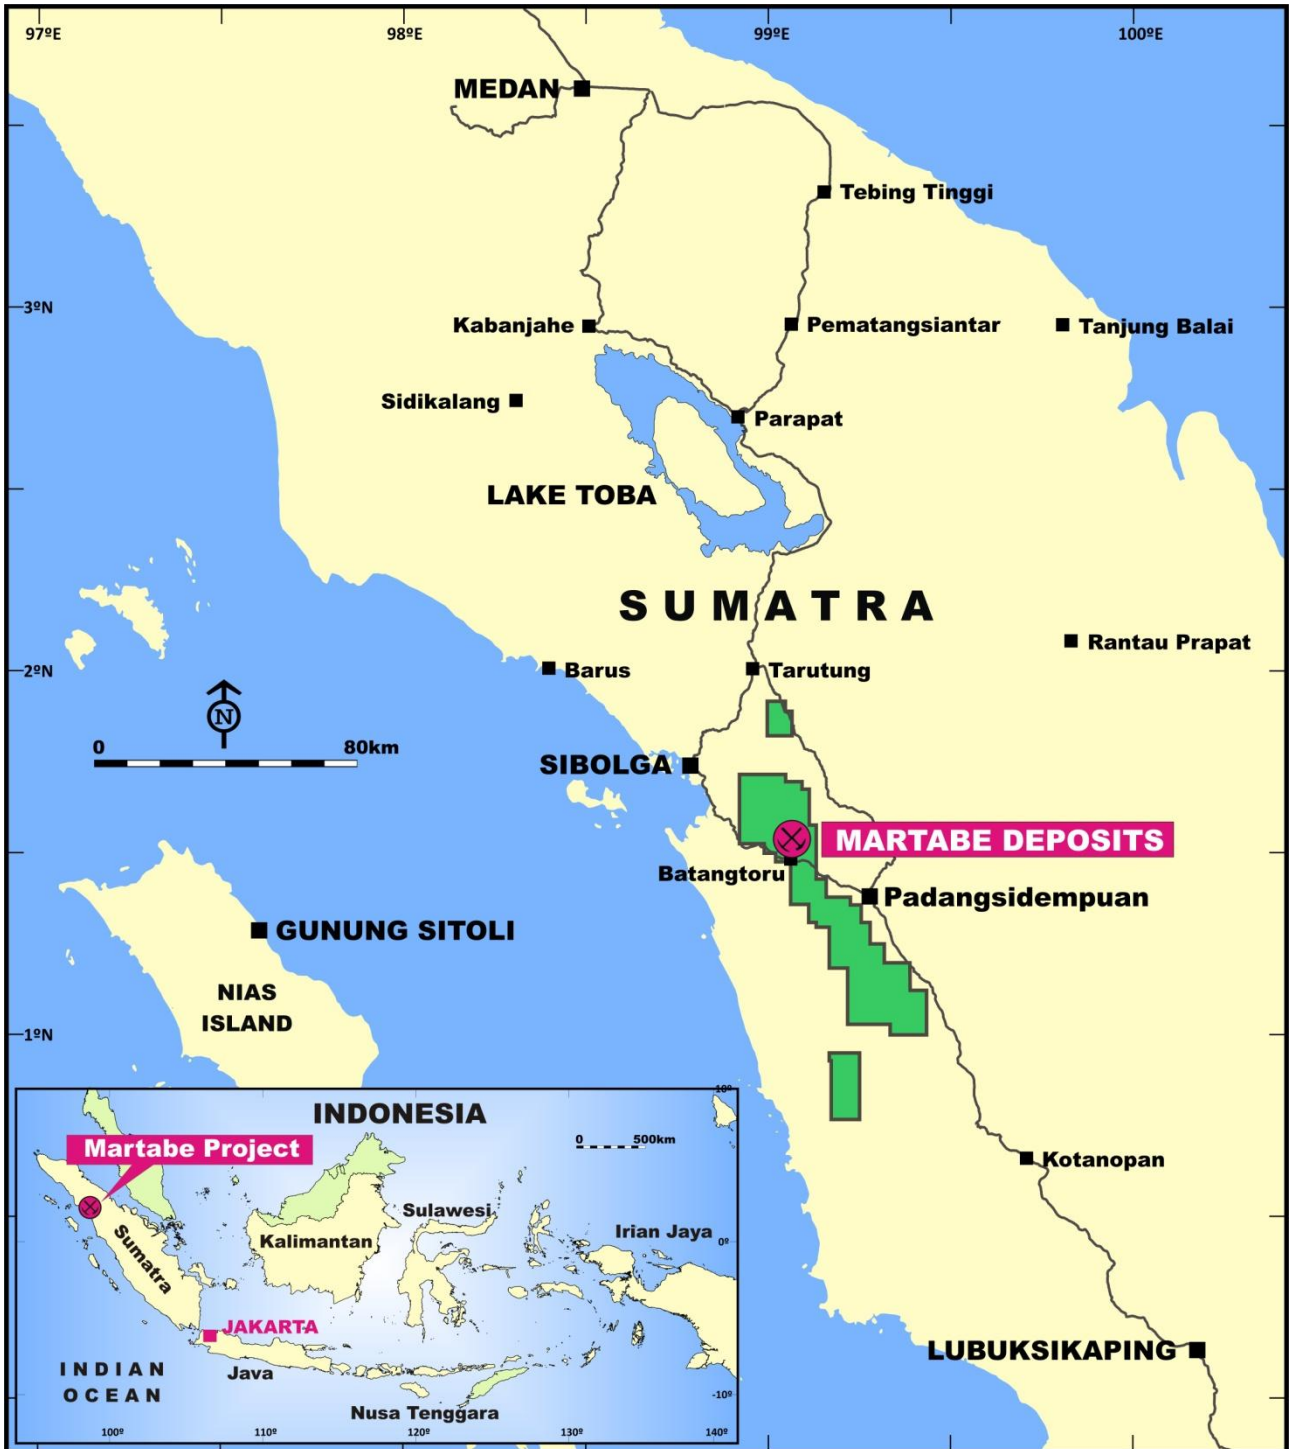 97ºE
98ºE
99ºE
100ºE
MEDAN
Tebing Tinggi
3ºN
Kabanjahe
Pematangsiantar
Tanjung Balai
Sidikalang
Parapat
LAKE TOBA
SUMATRA
Rantau Prapat
2ºN
Barus
Tarutung
N
0
80km
SIBOLGA
MARTABE DEPOSITS
Batangtoru
Padangsidempuan
GUNUNG SITOLI
NIAS
ISLAND
1ºN
Kotanopan
LUBUKSIKAPING
INDONESIA
10º
Martabe Project
0
500km
Sulawesi
Irian Jaya
Kalimantan
0º
Sumatra
JAKARTA
Java
INDIAN
OCEAN
-10º
Nusa Tenggara
100º
110º
120º
130º
140º